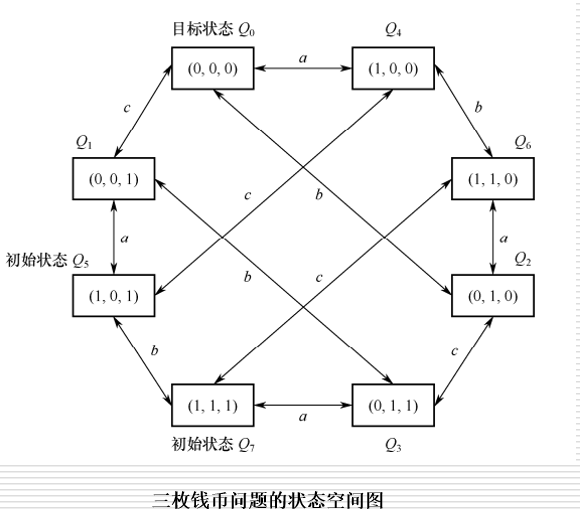 目标状态 Q0 Q4
(0, 0, 0) a (1, 0, 0)
c b
Q1 Q6
(0, 0, 1) (1, 1, 0)
c b
a a
初始状态 Q5 Q2
b c
(1, 0, 1) (0, 1, 0)
b c
(1, 1, 1) a (0, 1, 1)
初始状态 Q7 Q3
三枚钱币问题的状态空间图